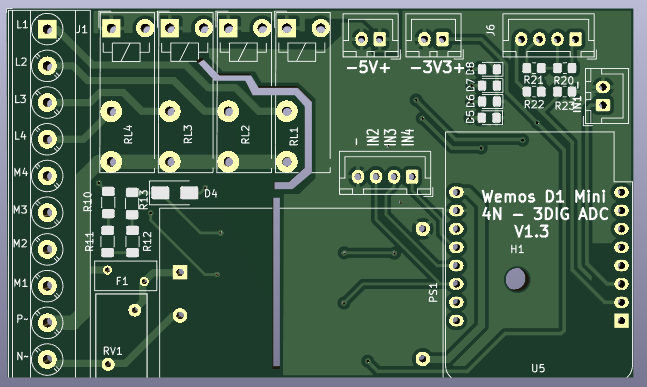 L1
J1
L2
L3
L4
M4
M3
M2
M1
P~
N~
RL4
RL3
RL2
RL1
-5V+
-3V3+
J6
D5 D6 D7 D8
R21 R20
R22 R23
IN1 -
- IN2 IN3 IN4
R10
R13
D4
R11
R12
F1
RV1
PS1
Wemos D1 Mini
4N - 3DIG ADC
V1.3
H1
U5